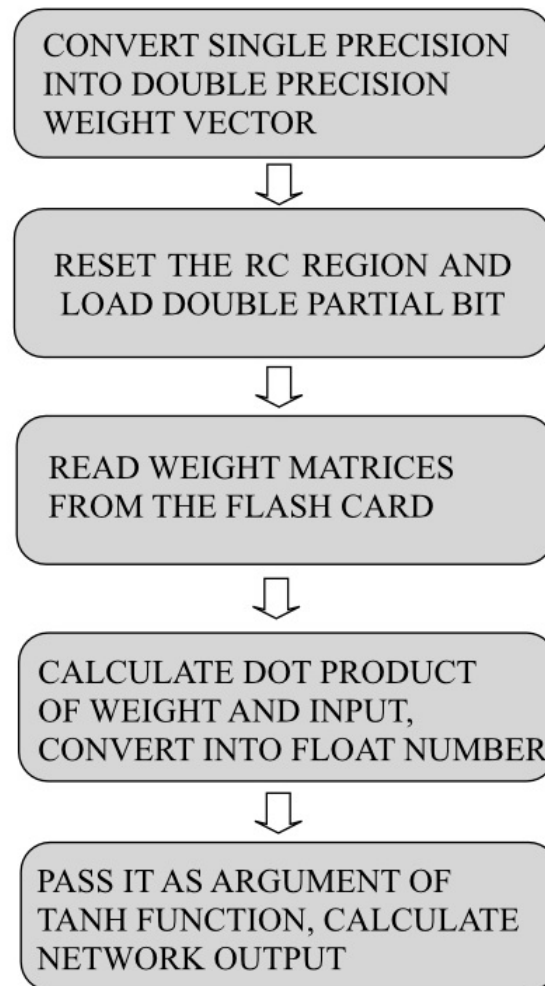 CONVERT SINGLE PRECISION
INTO DOUBLE PRECISION
WEIGHT VECTOR
RESET THE RC REGION AND
LOAD DOUBLE PARTIAL BIT
READ WEIGHT MATRICES
FROM THE FLASH CARD
CALCULATE DOT PRODUCT
OF WEIGHT AND INPUT,
CONVERT INTO FLOAT NUMBER
PASS IT AS ARGUMENT OF
TANH FUNCTION, CALCULATE
NETWORK OUTPUT